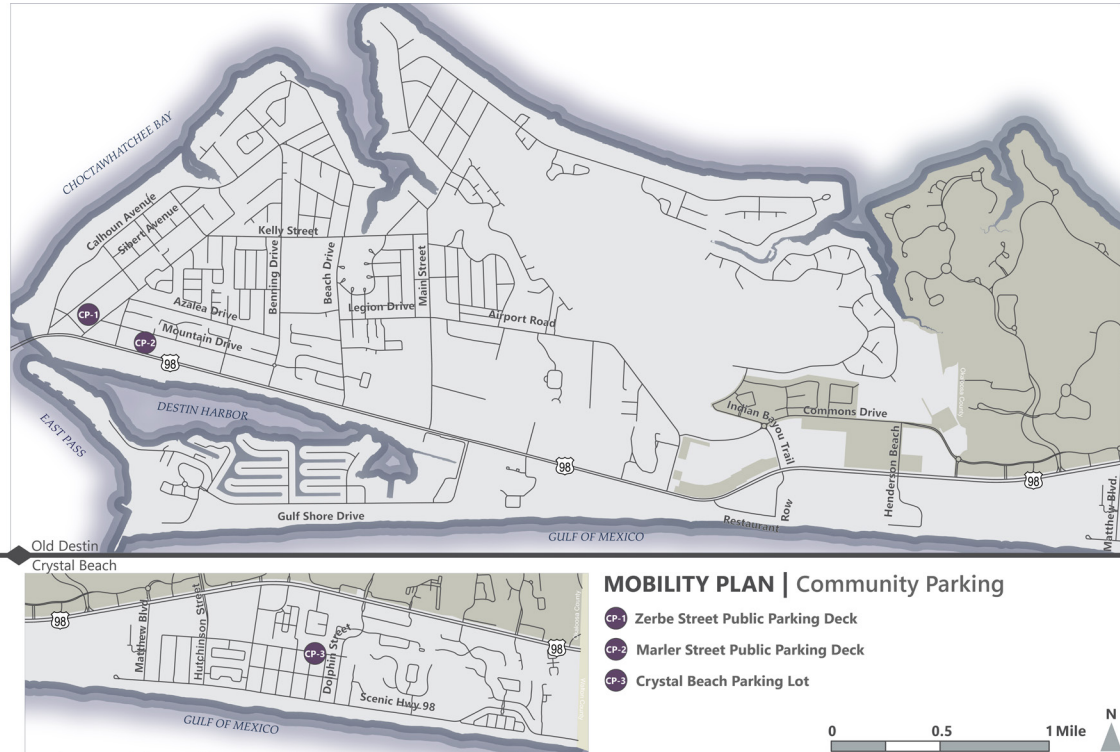 CHOCTAWHATCHEE BAY
Calhoun Avenue
Sibert Avenue
Kelly Street
Benning Drive
Beach Drive
Main Street
CP-1
Azalea Drive
Legion Drive
Airport Road
CP-2
Mountain Drive
98
DESTIN HARBOR
EAST PASS
Indian Bayou Trail
Commons Drive
Henderson Beach
98
98
Matthew Blvd.
Gulf Shore Drive
Restaurant Row
GULF OF MEXICO
Old Destin
Crystal Beach
98
Matthew Blvd
Hutchinson Street
CP-3
Dolphin Street
98
Scenic Hwy 98
GULF OF MEXICO
MOBILITY PLAN | Community Parking
CP-1 Zerbe Street Public Parking Deck
CP-2 Marler Street Public Parking Deck
CP-3 Crystal Beach Parking Lot
N
0 0.5 1 Mile